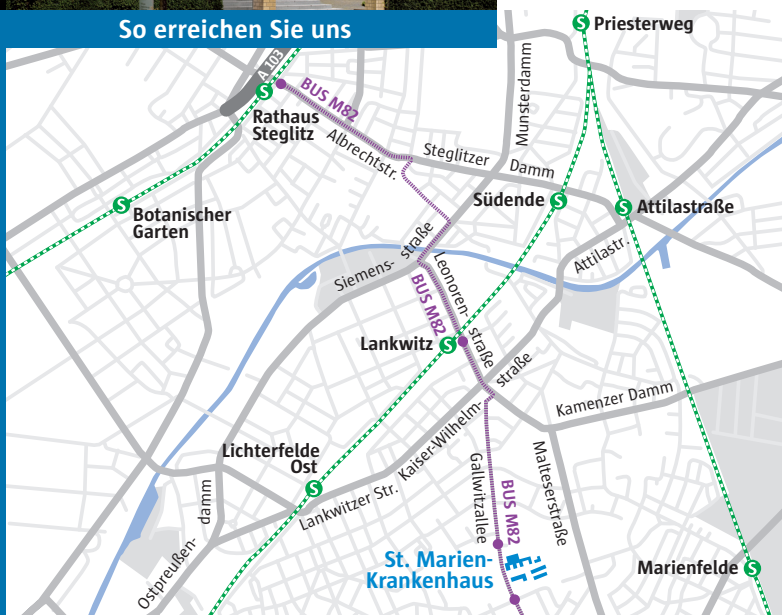 So erreichen Sie uns
Priesterweg
A 103
BUS M82
Munsterdamm
Rathaus
Steglitz
Albrechtstr.
Steglitzer Damm
Südende
Attilastraße
Botanischer
Garten
Siemens- straße
Attilastr.
Leonoren- straße
BUS M82
Lankwitz
Kaiser-Wilhelm- straße
Kamenzer Damm
Lichterfelde
Ost
Lankwitzer Str.
Gallwitzallee
BUS M82
Malteserstraße
Ostpreußen- damm
St. Marien-
Krankenhaus
Marienfelde